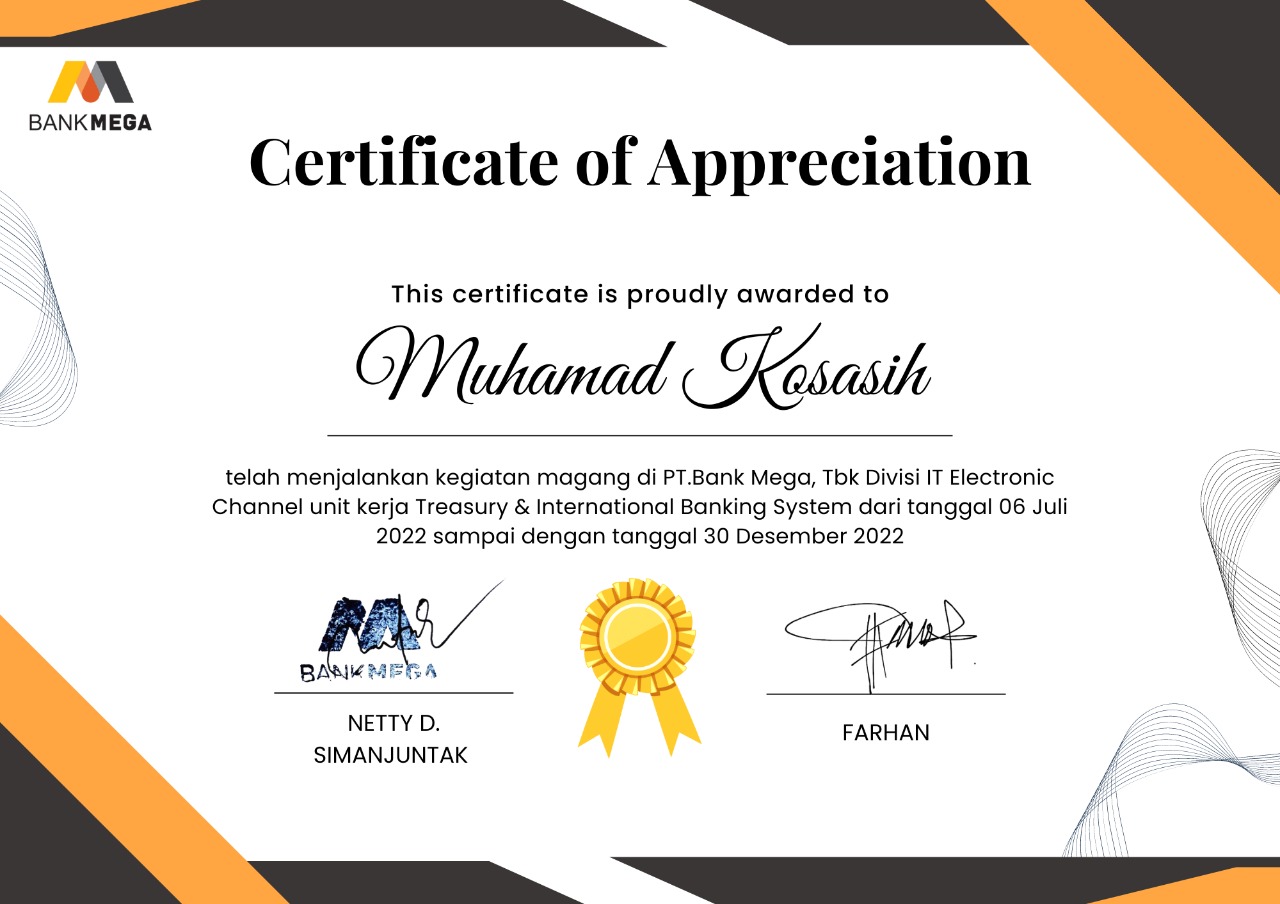 BANKMEGA
Certificate of Appreciation
This certificate is proudly awarded to
Muhamad Kosasih
telah menjalankan kegiatan magang di PT.Bank Mega, Tbk Divisi IT Electronic
Channel unit kerja Treasury & International Banking System dari tanggal 06 Juli
2022 sampai dengan tanggal 30 Desember 2022
BANK MEGA
NETTY D.
SIMANJUNTAK
FARHAN